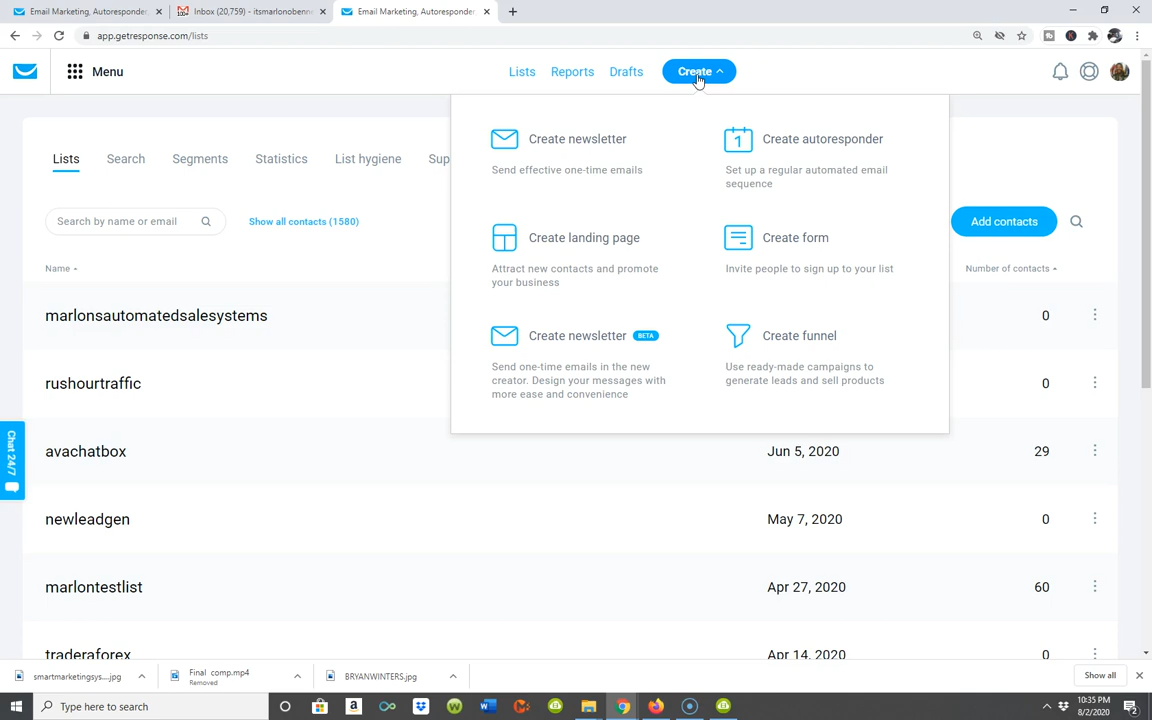 Email Marketing, Autoresponder
Inbox (20,759) - itsmarlonobenn
Email Marketing, Autoresponder
app.getresponse.com/lists
Menu
Lists
Reports
Drafts
Create
Create newsletter
Send effective one-time emails
Create autoresponder
Set up a regular automated email
sequence
Create landing page
Attract new contacts and promote
your business
Create form
Invite people to sign up to your list
Create newsletter BETA
Send one-time emails in the new
creator. Design your messages with
more ease and convenience
Create funnel
Use ready-made campaigns to
generate leads and sell products
Lists
Search
Segments
Statistics
List hygiene
Sup
Search by name or email
Show all contacts (1580)
Add contacts
Name
Number of contacts
marlonsautomatedsalesystems
0
rushourtraffic
0
avachatbox
Jun 5, 2020
29
newleadgen
May 7, 2020
0
marlontestlist
Apr 27, 2020
60
traderaforex
Apr 14, 2020
0
Chat 24/7
smartmarketingsys....jpg
Final comp.mp4
Removed
BRYANWINTERS.jpg
Show all
Type here to search
10:35 PM
8/2/2020
2